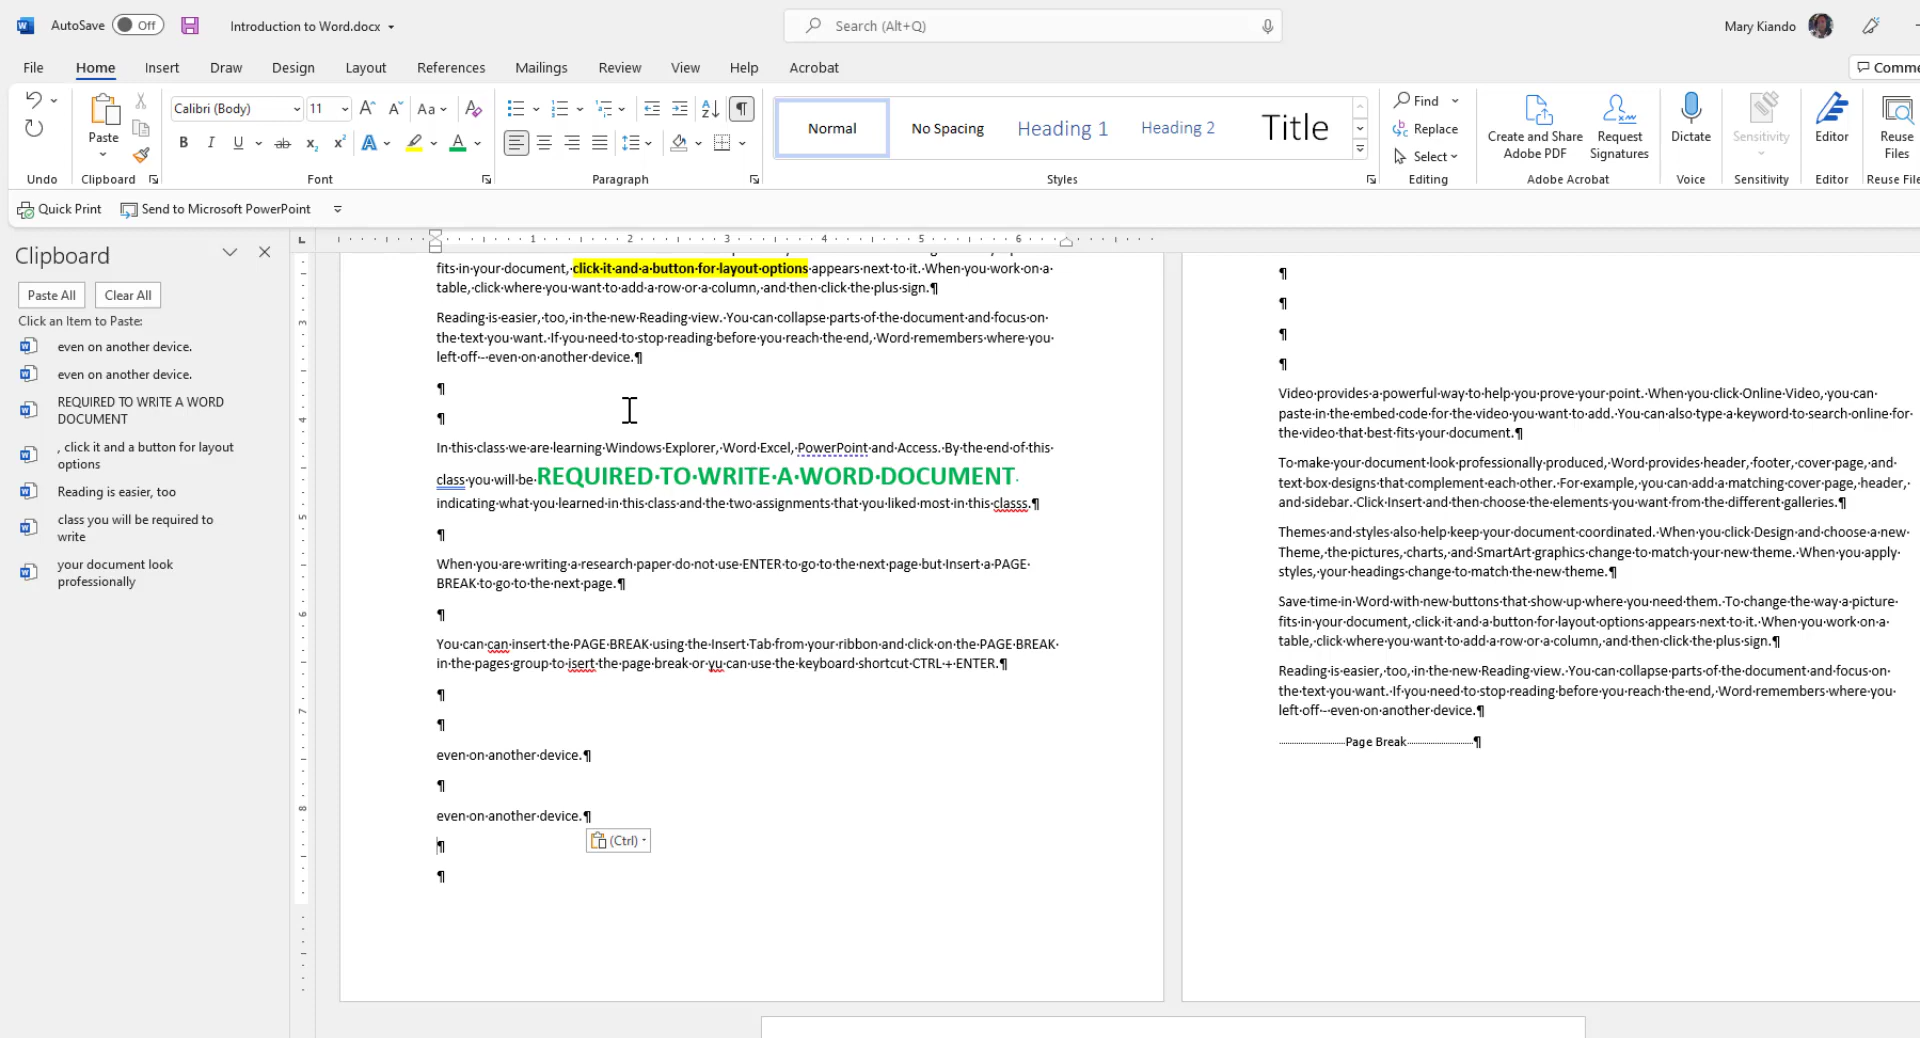 AutoSave Off Introduction to Word.docx Search (Alt+Q) Mary Kiando
File Home Insert Draw Design Layout References Mailings Review View Help Acrobat Comme
Calibri (Body) 11 Aa
Paste
Normal No Spacing Heading 1 Heading 2 Title
Find
Replace
Select
Create and Share Adobe PDF
Request Signatures
Dictate
Sensitivity
Editor
Reuse Files
Undo Clipboard Font Paragraph Styles Editing Adobe Acrobat Voice Sensitivity Editor Reuse File
Quick Print Send to Microsoft PowerPoint
Clipboard
Paste All Clear All
Click an Item to Paste:
even on another device.
even on another device.
REQUIRED TO WRITE A WORD
DOCUMENT
, click it and a button for layout
options
Reading is easier, too
class you will be required to
write
your document look
professionally
1 2 3 4 5 6
3
4
5
6
7
8
fits in your document, click it and a button for layout options appears next to it. When you work on a
table, click where you want to add a row or a column, and then click the plus sign.¶
Reading is easier, too, in the new Reading view. You can collapse parts of the document and focus on
the text you want. If you need to stop reading before you reach the end, Word remembers where you
left off - even on another device.¶
¶
¶
In this class we are learning Windows Explorer, Word Excel, PowerPoint and Access. By the end of this
class you will be REQUIRED TO WRITE A WORD DOCUMENT
indicating what you learned in this class and the two assignments that you liked most in this classs.¶
¶
When you are writing a research paper do not use ENTER to go to the next page but Insert a PAGE
BREAK to go to the next page.¶
¶
You can can insert the PAGE BREAK using the Insert Tab from your ribbon and click on the PAGE BREAK
in the pages group to isert the page break or yu can use the keyboard shortcut CTRL + ENTER.¶
¶
¶
even on another device.¶
¶
even on another device.¶
(Ctrl)
¶
¶
¶
¶
¶
¶
Video provides a powerful way to help you prove your point. When you click Online Video, you can
paste in the embed code for the video you want to add. You can also type a keyword to search online for
the video that best fits your document.¶
To make your document look professionally produced, Word provides header, footer, cover page, and
text box designs that complement each other. For example, you can add a matching cover page, header,
and sidebar. Click Insert and then choose the elements you want from the different galleries.¶
Themes and styles also help keep your document coordinated. When you click Design and choose a new
Theme, the pictures, charts, and SmartArt graphics change to match your new theme. When you apply
styles, your headings change to match the new theme.¶
Save time in Word with new buttons that show up where you need them. To change the way a picture
fits in your document, click it and a button for layout options appears next to it. When you work on a
table, click where you want to add a row or a column, and then click the plus sign.¶
Reading is easier, too, in the new Reading view. You can collapse parts of the document and focus on
the text you want. If you need to stop reading before you reach the end, Word remembers where you
left off - even on another device.¶
Page Break ¶